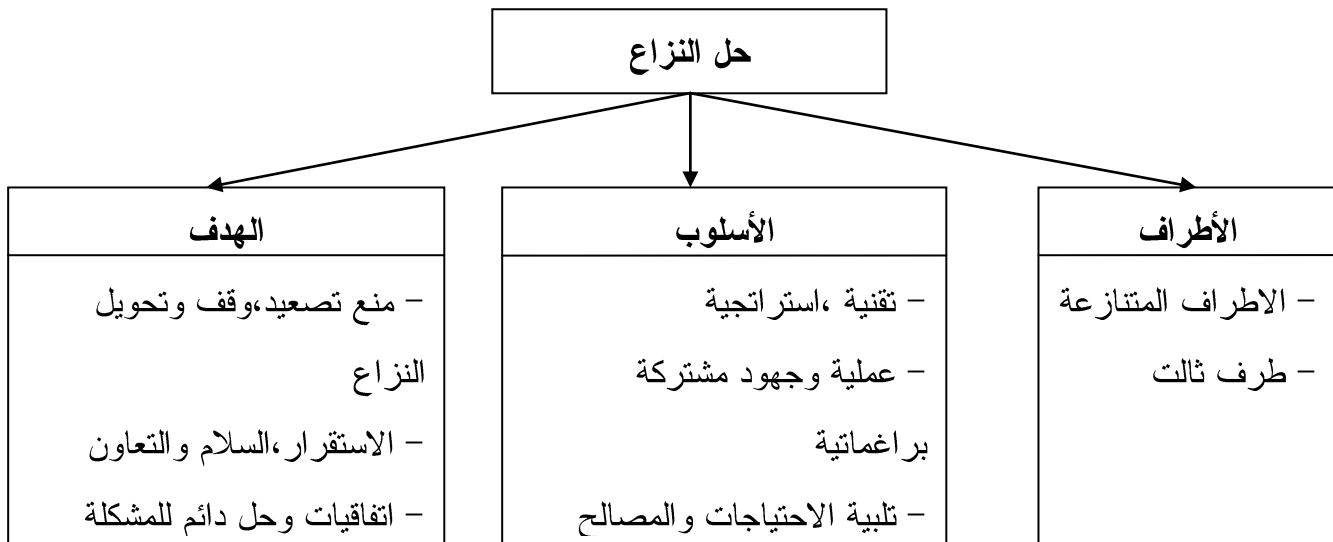 حل النزاع
الأطراف
- الاطراف المتنازعة
- طرف ثالت
الأسلوب
- تقنية ،استراتجية
- عملية وجهود مشتركة
براغماتية
- تلبية الاحتياجات والمصالح
الهدف
- منع تصعيد،وقف وتحويل
النزاع
- الاستقرار،السلام والتعاون
- اتفاقيات وحل دائم للمشكلة